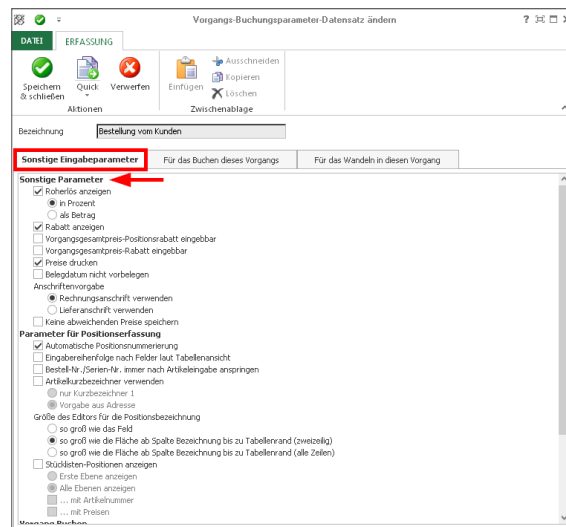 Vorgangs-Buchungsparameter-Datensatz ändern
DATEI ERFASSUNG
Speichern & schließen
Quick
Verwerfen
Einfügen
Ausschneiden
Kopieren
Löschen
Aktionen
Zwischenablage
Bezeichnung Bestellung vom Kunden
Sonstige Eingabeparameter Für das Buchen dieses Vorgangs Für das Wandeln in diesen Vorgang
Sonstige Parameter
Roherlös anzeigen
in Prozent
als Betrag
Rabatt anzeigen
Vorgangsgesamtpreis-Positionsrabatt eingebbar
Vorgangsgesamtpreis-Rabatt eingebbar
Preise drucken
Belegdatum nicht vorbelegen
Anschriftenvorgabe
Rechnungsanschrift verwenden
Lieferanschrift verwenden
Keine abweichenden Preise speichern
Parameter für Positionserfassung
Automatische Positionsnummerierung
Eingabereihenfolge nach Felder laut Tabellenansicht
Bestell-Nr./Serien-Nr. immer nach Artikeleingabe anspringen
Artikelkurzbezeichner verwenden
nur Kurzbezeichner 1
Vorgabe aus Adresse
Größe des Editors für die Positionsbezeichnung
so groß wie das Feld
so groß wie die Fläche ab Spalte Bezeichnung bis zu Tabellenrand (zweizeilig)
so groß wie die Fläche ab Spalte Bezeichnung bis zu Tabellenrand (alle Zeilen)
Stücklisten-Positionen anzeigen
Erste Ebene anzeigen
Alle Ebenen anzeigen
... mit Artikelnummer
... mit Preisen
Vorgang Buchen